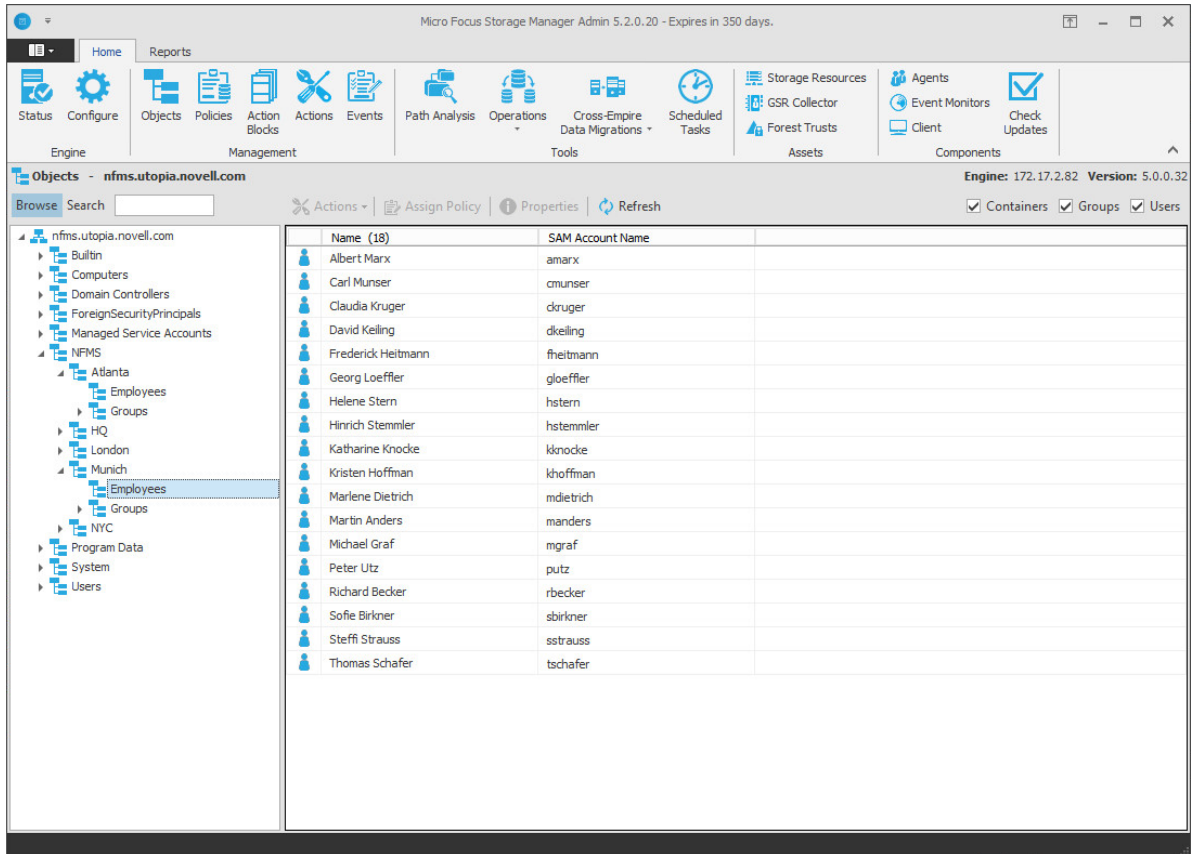 Micro Focus Storage Manager Admin 5.2.0.20 - Expires in 350 days.
Home Reports
Status Configure Objects Policies Action Blocks Actions Events Path Analysis Operations Cross-Empire Data Migrations Scheduled Tasks
Storage Resources
GSR Collector
Forest Trusts
Agents
Event Monitors
Client
Check Updates
Engine Management Tools Assets Components
Objects - nfms.utopia.novell.com Engine: 172.17.2.82 Version: 5.0.0.32
Browse Search Actions Assign Policy Properties Refresh Containers Groups Users
nfms.utopia.novell.com
Builtin
Computers
Domain Controllers
ForeignSecurityPrincipals
Managed Service Accounts
NFMS
Atlanta
Employees
Groups
HQ
London
Munich
Employees
Groups
NYC
Program Data
System
Users
Name (18) SAM Account Name
Albert Marx amarx
Carl Munser cmunser
Claudia Kruger ckruger
David Keiling dkeiling
Frederick Heitmann fheitmann
Georg Loeffler gloeffler
Helene Stern hstern
Hinrich Stemmler hstemmler
Katharine Knocke kknocke
Kristen Hoffman khoffman
Marlene Dietrich mdietrich
Martin Anders manders
Michael Graf mgraf
Peter Utz putz
Richard Becker rbecker
Sofie Birkner sbirkner
Steffi Strauss sstrauss
Thomas Schafer tschafer